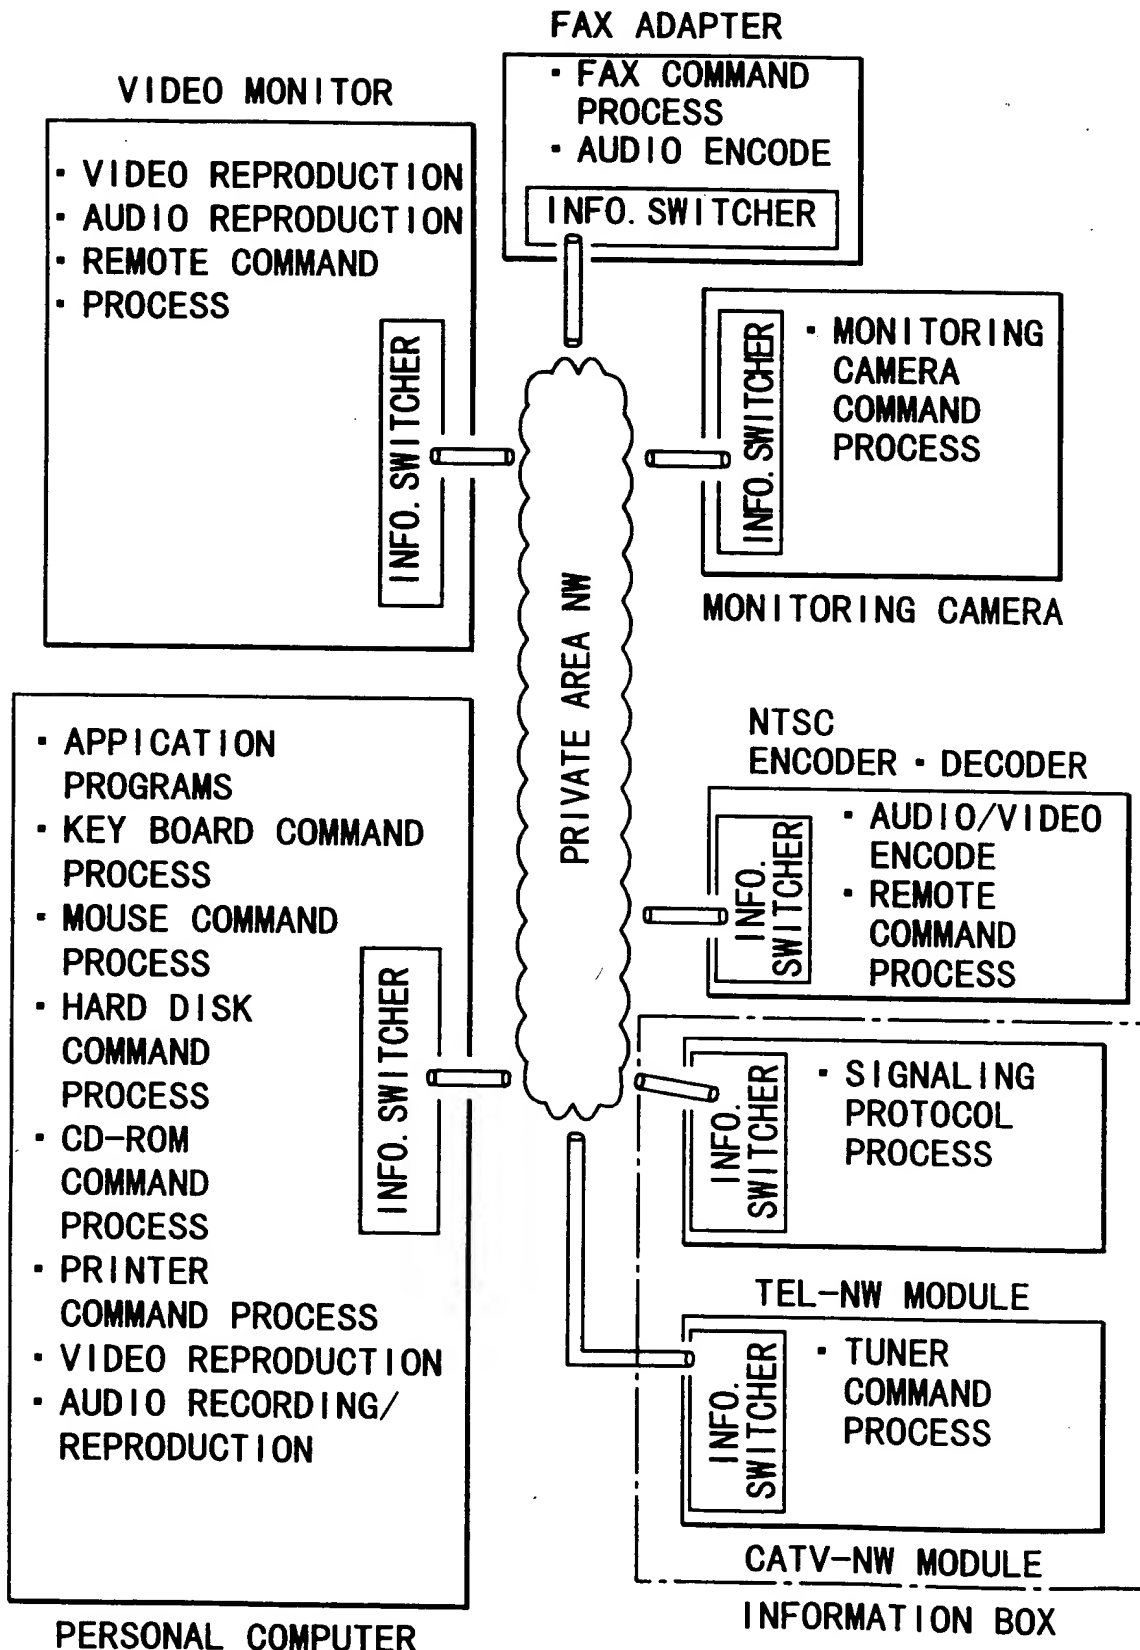 FAX ADAPTER
· FAX COMMAND
PROCESS
· AUDIO ENCODE
INFO. SWITCHER
VIDEO MONITOR
· VIDEO REPRODUCTION
· AUDIO REPRODUCTION
· REMOTE COMMAND
· PROCESS
INFO. SWITCHER
INFO. SWITCHER
· MONITORING
CAMERA
COMMAND
PROCESS
MONITORING CAMERA
PRIVATE AREA NW
· APPICATION
PROGRAMS
· KEY BOARD COMMAND
PROCESS
· MOUSE COMMAND
PROCESS
· HARD DISK
COMMAND
PROCESS
· CD-ROM
COMMAND
PROCESS
· PRINTER
COMMAND PROCESS
· VIDEO REPRODUCTION
· AUDIO RECORDING/
REPRODUCTION
INFO. SWITCHER
PERSONAL COMPUTER
NTSC
ENCODER · DECODER
INFO.
SWITCHER
· AUDIO/VIDEO
ENCODE
· REMOTE
COMMAND
PROCESS
INFO.
SWITCHER
· SIGNALING
PROTOCOL
PROCESS
TEL-NW MODULE
INFO.
SWITCHER
· TUNER
COMMAND
PROCESS
CATV-NW MODULE
INFORMATION BOX